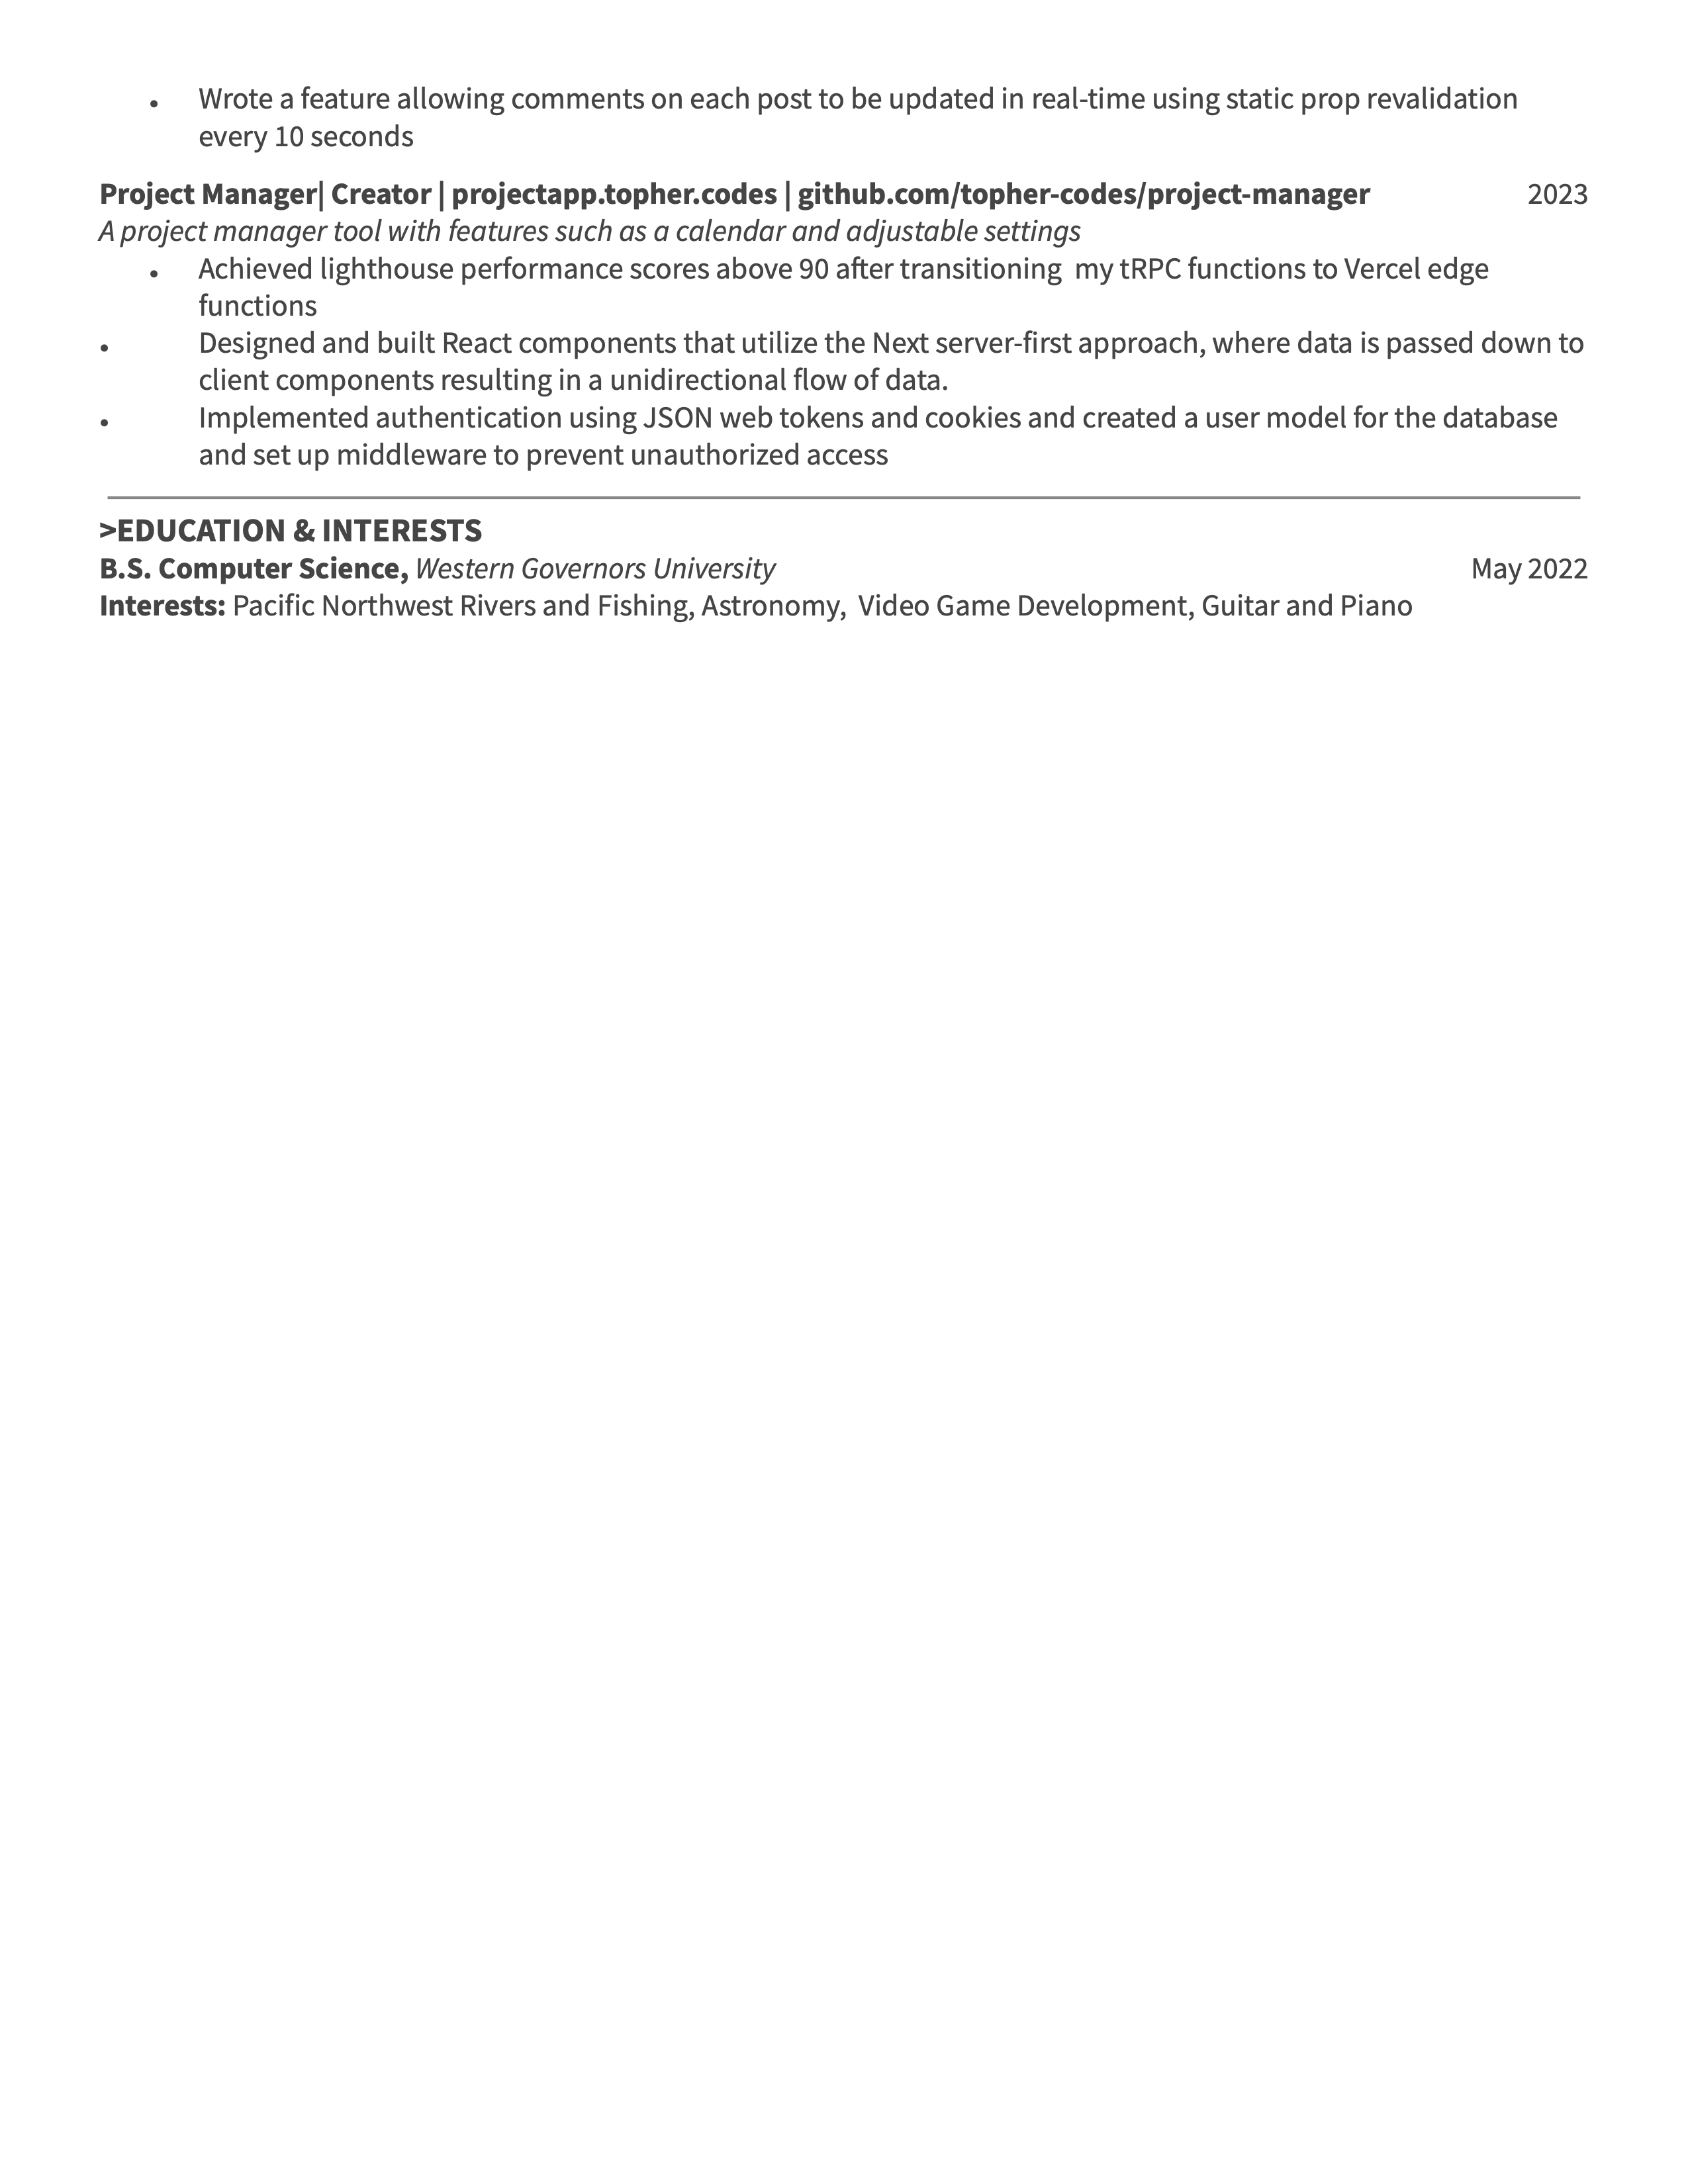 • Wrote a feature allowing comments on each post to be updated in real-time using static prop revalidation
every 10 seconds
Project Manager| Creator | projectapp.topher.codes | github.com/topher-codes/project-manager 2023
A project manager tool with features such as a calendar and adjustable settings
• Achieved lighthouse performance scores above 90 after transitioning  my tRPC functions to Vercel edge
functions
• Designed and built React components that utilize the Next server-first approach, where data is passed down to
client components resulting in a unidirectional flow of data.
• Implemented authentication using JSON web tokens and cookies and created a user model for the database
and set up middleware to prevent unauthorized access
>EDUCATION & INTERESTS
B.S. Computer Science, Western Governors University May 2022
Interests: Pacific Northwest Rivers and Fishing, Astronomy,  Video Game Development, Guitar and Piano